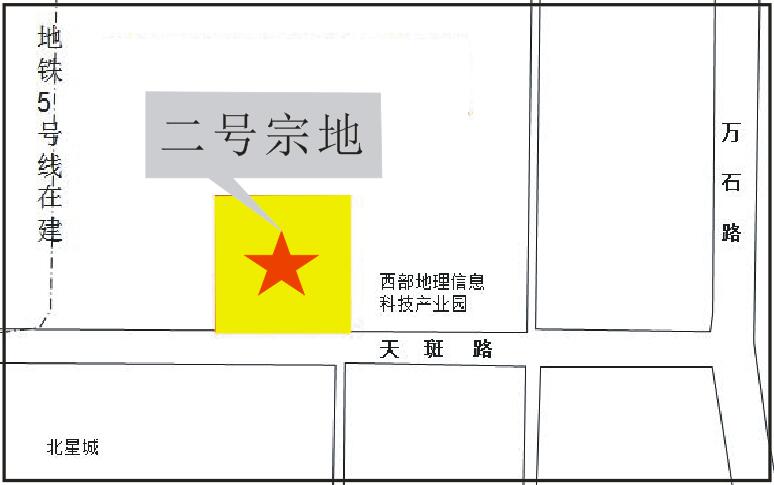 地铁5号线在建
二号宗地
万石路
西部地理信息
科技产业园
天斑路
北星城